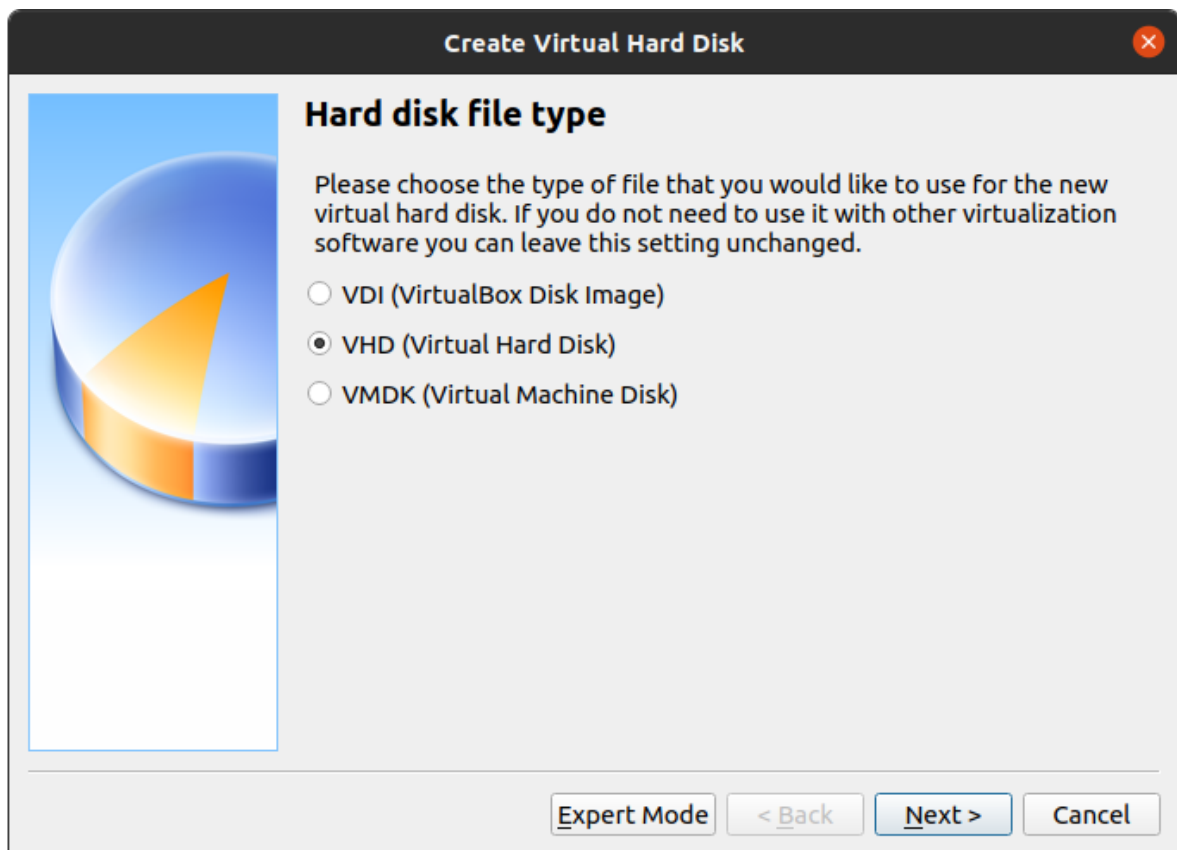 Create Virtual Hard Disk
Hard disk file type
Please choose the type of file that you would like to use for the new
virtual hard disk. If you do not need to use it with other virtualization
software you can leave this setting unchanged.
VDI (VirtualBox Disk Image)
VHD (Virtual Hard Disk)
VMDK (Virtual Machine Disk)
Expert Mode
< Back
Next >
Cancel